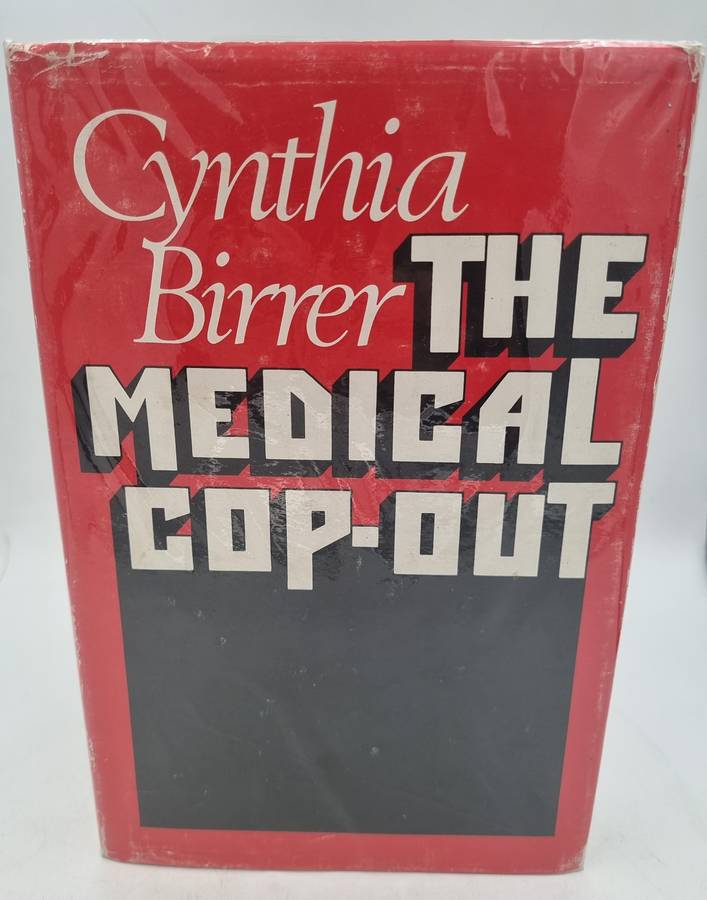 Cynthia
Birrer
THE
MEDICAL
COP-OUT